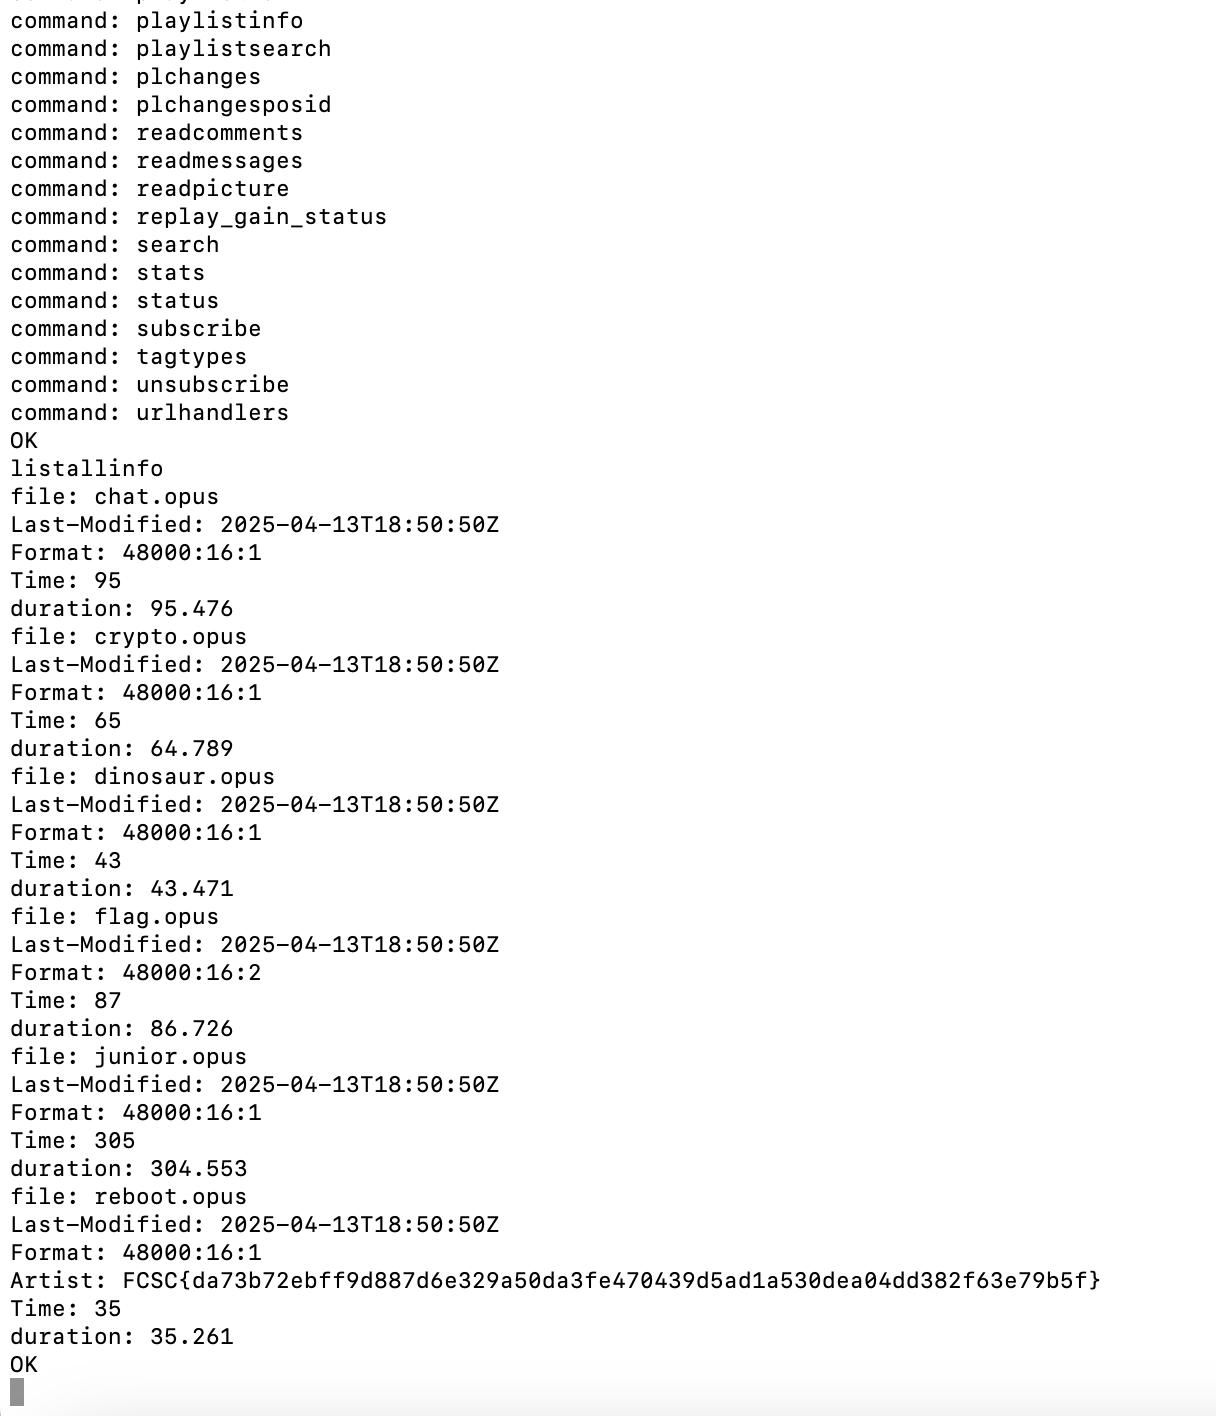 command: playlistinfo
command: playlistsearch
command: plchanges
command: plchangesposid
command: readcomments
command: readmessages
command: readpicture
command: replay_gain_status
command: search
command: stats
command: status
command: subscribe
command: tagtypes
command: unsubscribe
command: urlhandlers
OK
listallinfo
file: chat.opus
Last-Modified: 2025-04-13T18:50:50Z
Format: 48000:16:1
Time: 95
duration: 95.476
file: crypto.opus
Last-Modified: 2025-04-13T18:50:50Z
Format: 48000:16:1
Time: 65
duration: 64.789
file: dinosaur.opus
Last-Modified: 2025-04-13T18:50:50Z
Format: 48000:16:1
Time: 43
duration: 43.471
file: flag.opus
Last-Modified: 2025-04-13T18:50:50Z
Format: 48000:16:2
Time: 87
duration: 86.726
file: junior.opus
Last-Modified: 2025-04-13T18:50:50Z
Format: 48000:16:1
Time: 305
duration: 304.553
file: reboot.opus
Last-Modified: 2025-04-13T18:50:50Z
Format: 48000:16:1
Artist: FCSC{da73b72ebff9d887d6e329a50da3fe470439d5ad1a530dea04dd382f63e79b5f}
Time: 35
duration: 35.261
OK